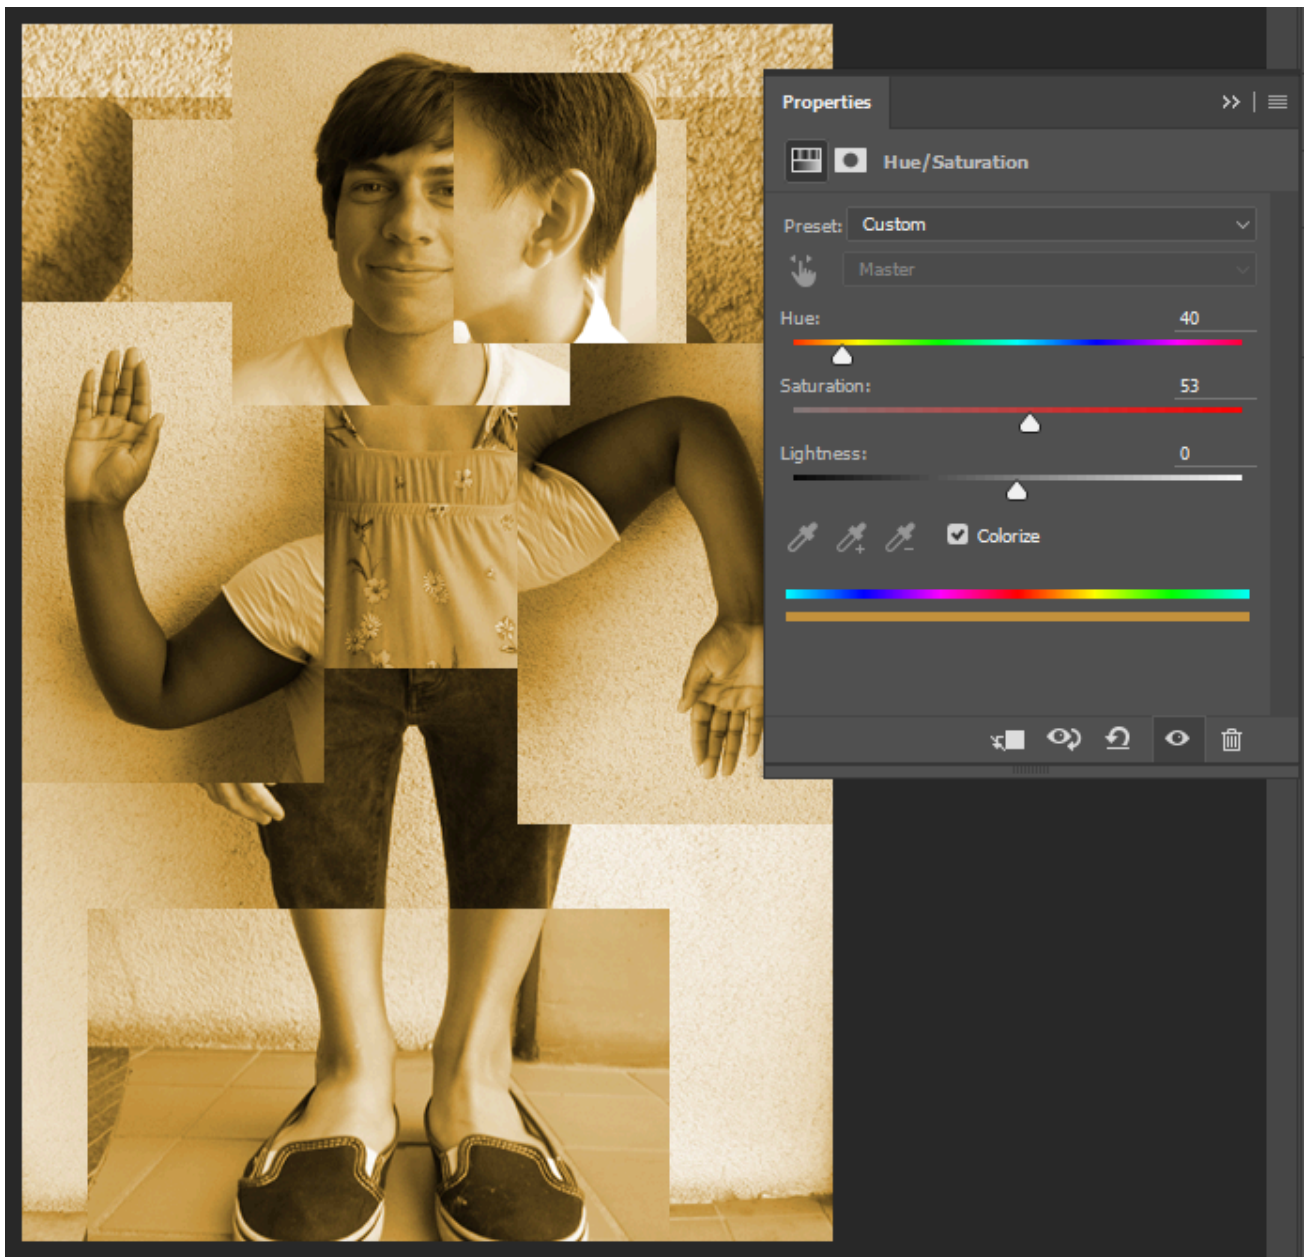 Properties
Hue/Saturation
Preset: Custom
Master
Hue: 40
Saturation: 53
Lightness: 0
Colorize